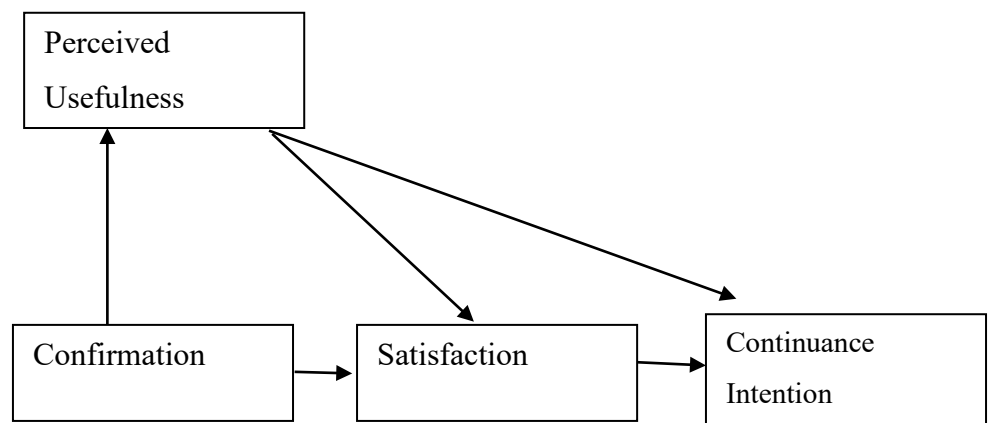 Perceived
Usefulness
Confirmation
Satisfaction
Continuance
Intention